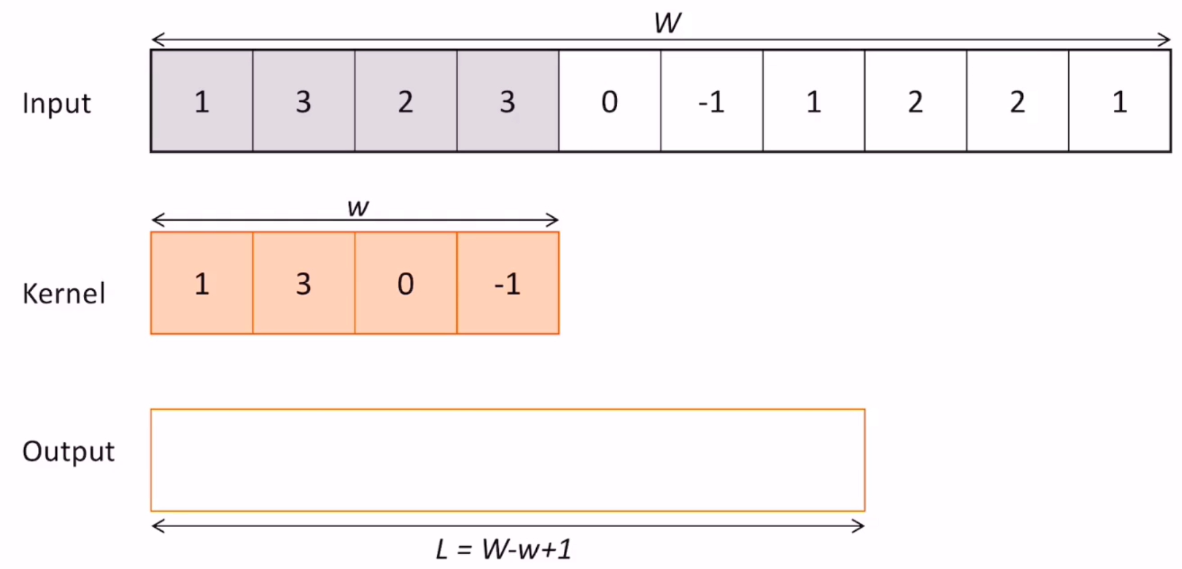 W
Input 1 3 2 3 0 -1 1 2 2 1
w
Kernel 1 3 0 -1
Output
L = W-w+1